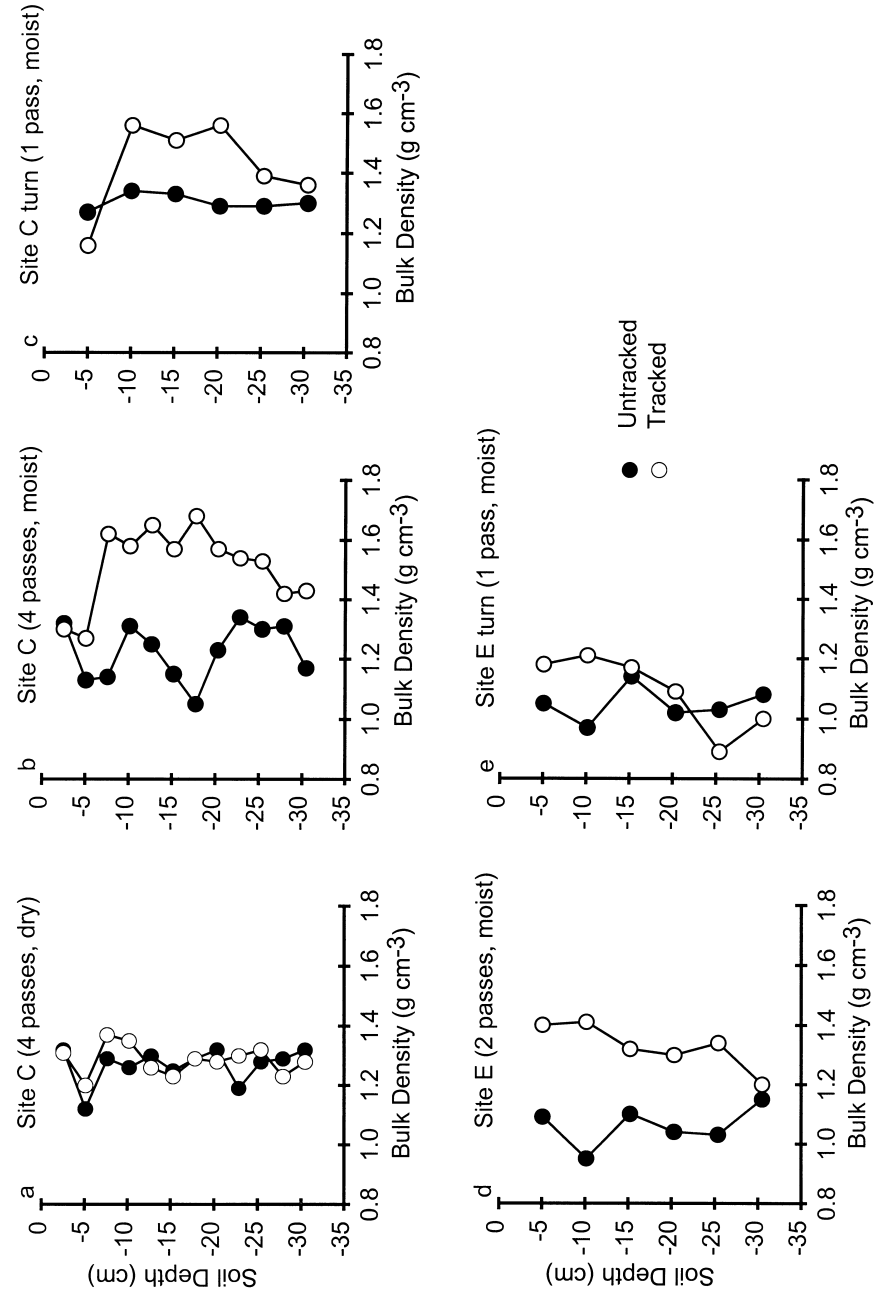 a Site C (4 passes, dry)
Soil Depth (cm)
0
-5
-10
-15
-20
-25
-30
-35
0.8 1.0 1.2 1.4 1.6 1.8
Bulk Density (g cm-3)
b Site C (4 passes, moist)
0
-5
-10
-15
-20
-25
-30
-35
0.8 1.0 1.2 1.4 1.6 1.8
Bulk Density (g cm-3)
c Site C turn (1 pass, moist)
0
-5
-10
-15
-20
-25
-30
-35
0.8 1.0 1.2 1.4 1.6 1.8
Bulk Density (g cm-3)
d Site E (2 passes, moist)
Soil Depth (cm)
0
-5
-10
-15
-20
-25
-30
-35
0.8 1.0 1.2 1.4 1.6 1.8
Bulk Density (g cm-3)
e Site E turn (1 pass, moist)
0
-5
-10
-15
-20
-25
-30
-35
0.8 1.0 1.2 1.4 1.6 1.8
Bulk Density (g cm-3)
Untracked
Tracked